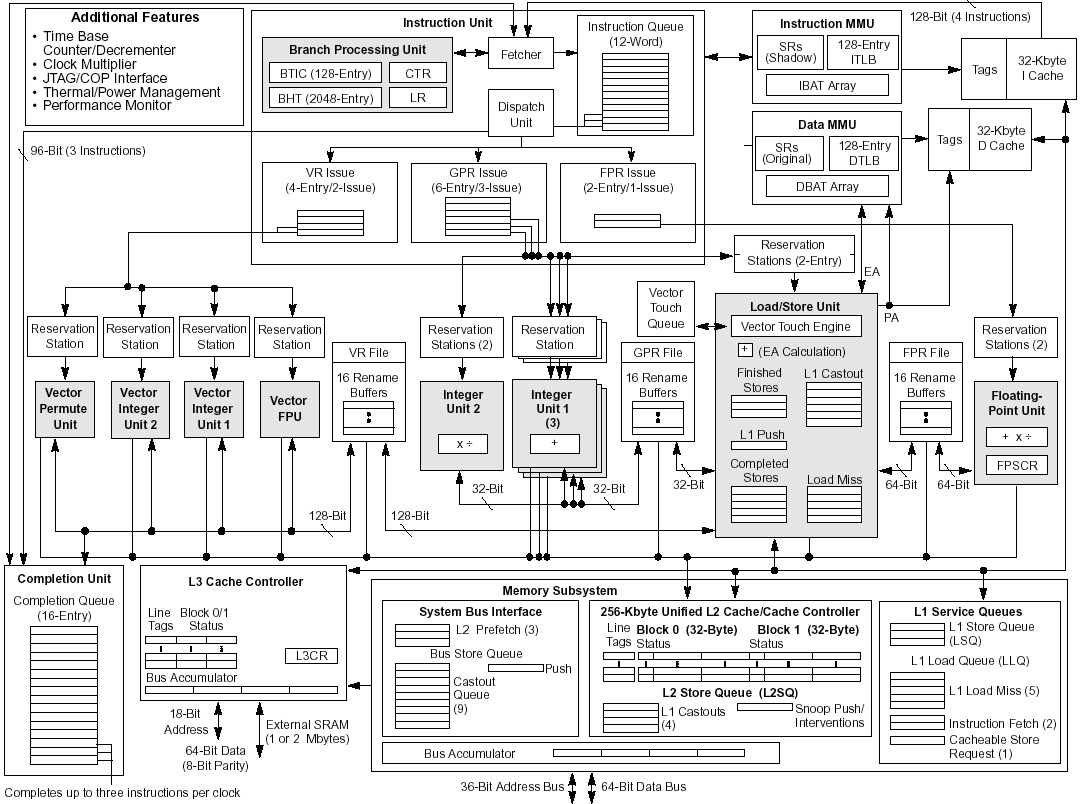 Additional Features
• Time Base
Counter/Decrementer
• Clock Multiplier
• JTAG/COP Interface
• Thermal/Power Management
• Performance Monitor
Instruction Unit
Branch Processing Unit
BTIC (128-Entry)
CTR
BHT (2048-Entry)
LR
Fetcher
Dispatch
Unit
Instruction Queue
(12-Word)
Instruction MMU
SRs
(Shadow)
128-Entry
ITLB
IBAT Array
128-Bit (4 Instructions)
Tags
32-Kbyte
I Cache
Data MMU
SRs
(Original)
128-Entry
DTLB
DBAT Array
Tags
32-Kbyte
D Cache
96-Bit (3 Instructions)
VR Issue
(4-Entry/2-Issue)
GPR Issue
(6-Entry/3-Issue)
FPR Issue
(2-Entry/1-Issue)
Reservation
Stations (2-Entry)
EA
PA
Vector
Touch
Queue
Load/Store Unit
Vector Touch Engine
+
(EA Calculation)
Finished
Stores
L1 Castout
L1 Push
Completed
Stores
Load Miss
Reservation
Station
Reservation
Station
Reservation
Station
Reservation
Station
Vector
Permute
Unit
Vector
Integer
Unit 2
Vector
Integer
Unit 1
Vector
FPU
VR File
16 Rename
Buffers
Reservation
Stations (2)
Reservation
Station
Integer
Unit 2
x ÷
Integer
Unit 1
(3)
+
GPR File
16 Rename
Buffers
FPR File
16 Rename
Buffers
Reservation
Stations (2)
Floating-
Point Unit
+ x ÷
FPSCR
128-Bit
128-Bit
32-Bit
32-Bit
32-Bit
64-Bit
64-Bit
Completion Unit
Completion Queue
(16-Entry)
Completes up to three instructions per clock
L3 Cache Controller
Line
Tags
Block 0/1
Status
L3CR
Bus Accumulator
18-Bit
Address
64-Bit Data
(8-Bit Parity)
External SRAM
(1 or 2 Mbytes)
Memory Subsystem
System Bus Interface
L2 Prefetch (3)
Bus Store Queue
Push
Castout
Queue
(9)
Bus Accumulator
256-Kbyte Unified L2 Cache/Cache Controller
Line
Tags
Block 0 (32-Byte)
Status
Block 1 (32-Byte)
Status
L2 Store Queue (L2SQ)
L1 Castouts
(4)
Snoop Push/
Interventions
L1 Service Queues
L1 Store Queue
(LSQ)
L1 Load Queue (LLQ)
L1 Load Miss (5)
Instruction Fetch (2)
Cacheable Store
Request (1)
36-Bit Address Bus
64-Bit Data Bus